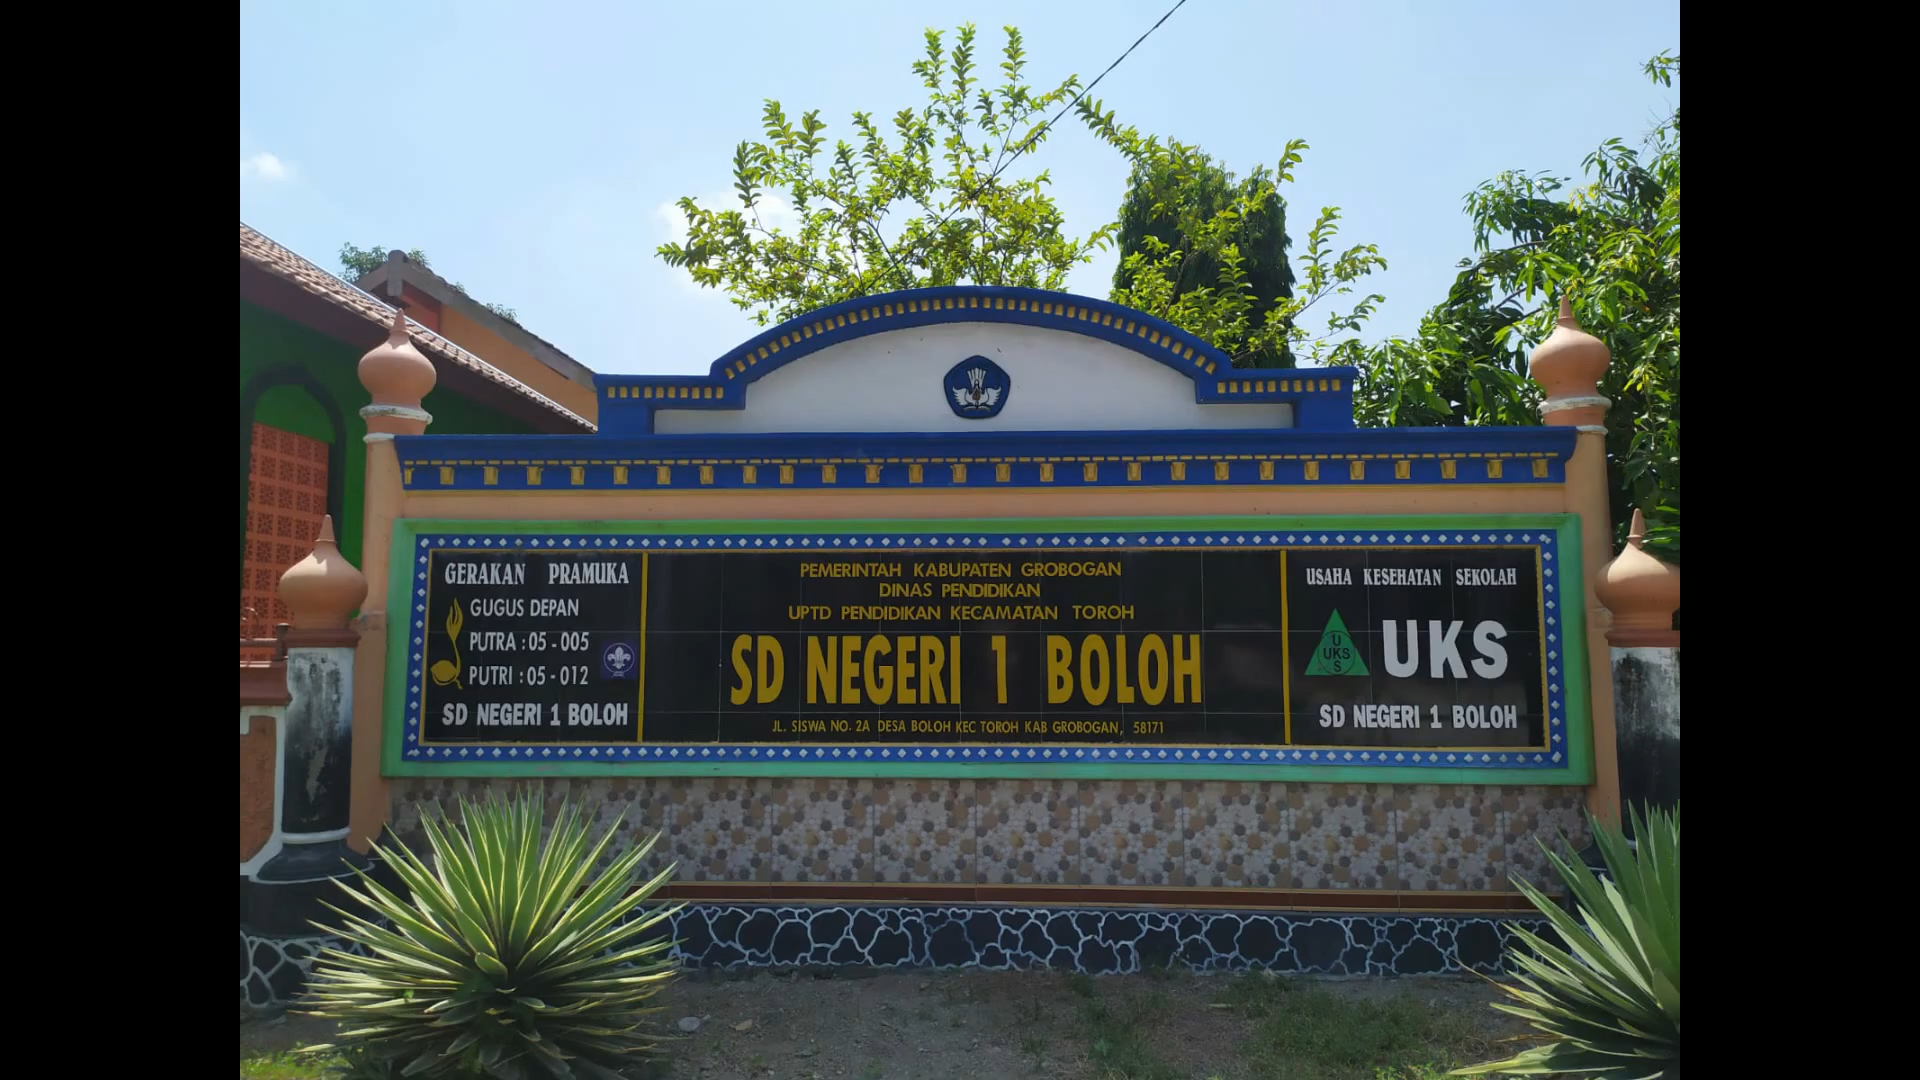 GERAKAN PRAMUKA
GUGUS DEPAN
PUTRA : 05 - 005
PUTRI : 05 - 012
SD NEGERI 1 BOLOH
PEMERINTAH KABUPATEN GROBOGAN
DINAS PENDIDIKAN
UPTD PENDIDIKAN KECAMATAN TOROH
SD NEGERI 1 BOLOH
JL. SISWA NO. 2A DESA BOLOH KEC TOROH KAB GROBOGAN, 58171
USAHA KESEHATAN SEKOLAH
U
UKS
S
UKS
SD NEGERI 1 BOLOH